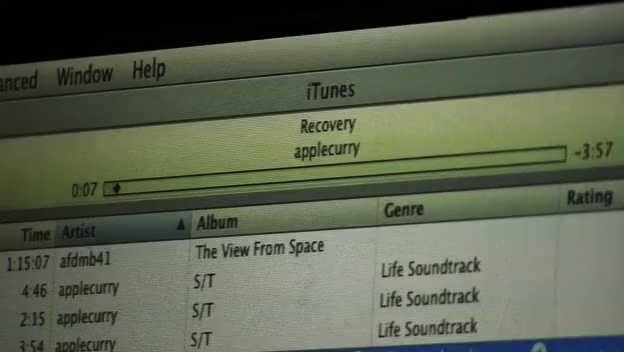 anced Window Help
iTunes
Recovery
applecurry
0:07 -3:57
Time Artist Album Genre Rating
1:15:07 afdmb41 The View From Space
4:46 applecurry S/T Life Soundtrack
2:15 applecurry S/T Life Soundtrack
3:54 applecurry S/T Life Soundtrack